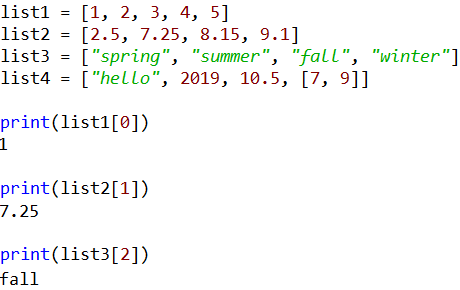 list1 = [1, 2, 3, 4, 5]
list2 = [2.5, 7.25, 8.15, 9.1]
list3 = ["spring", "summer", "fall", "winter"]
list4 = ["hello", 2019, 10.5, [7, 9]]
print(list1[0])
1
print(list2[1])
7.25
print(list3[2])
fall